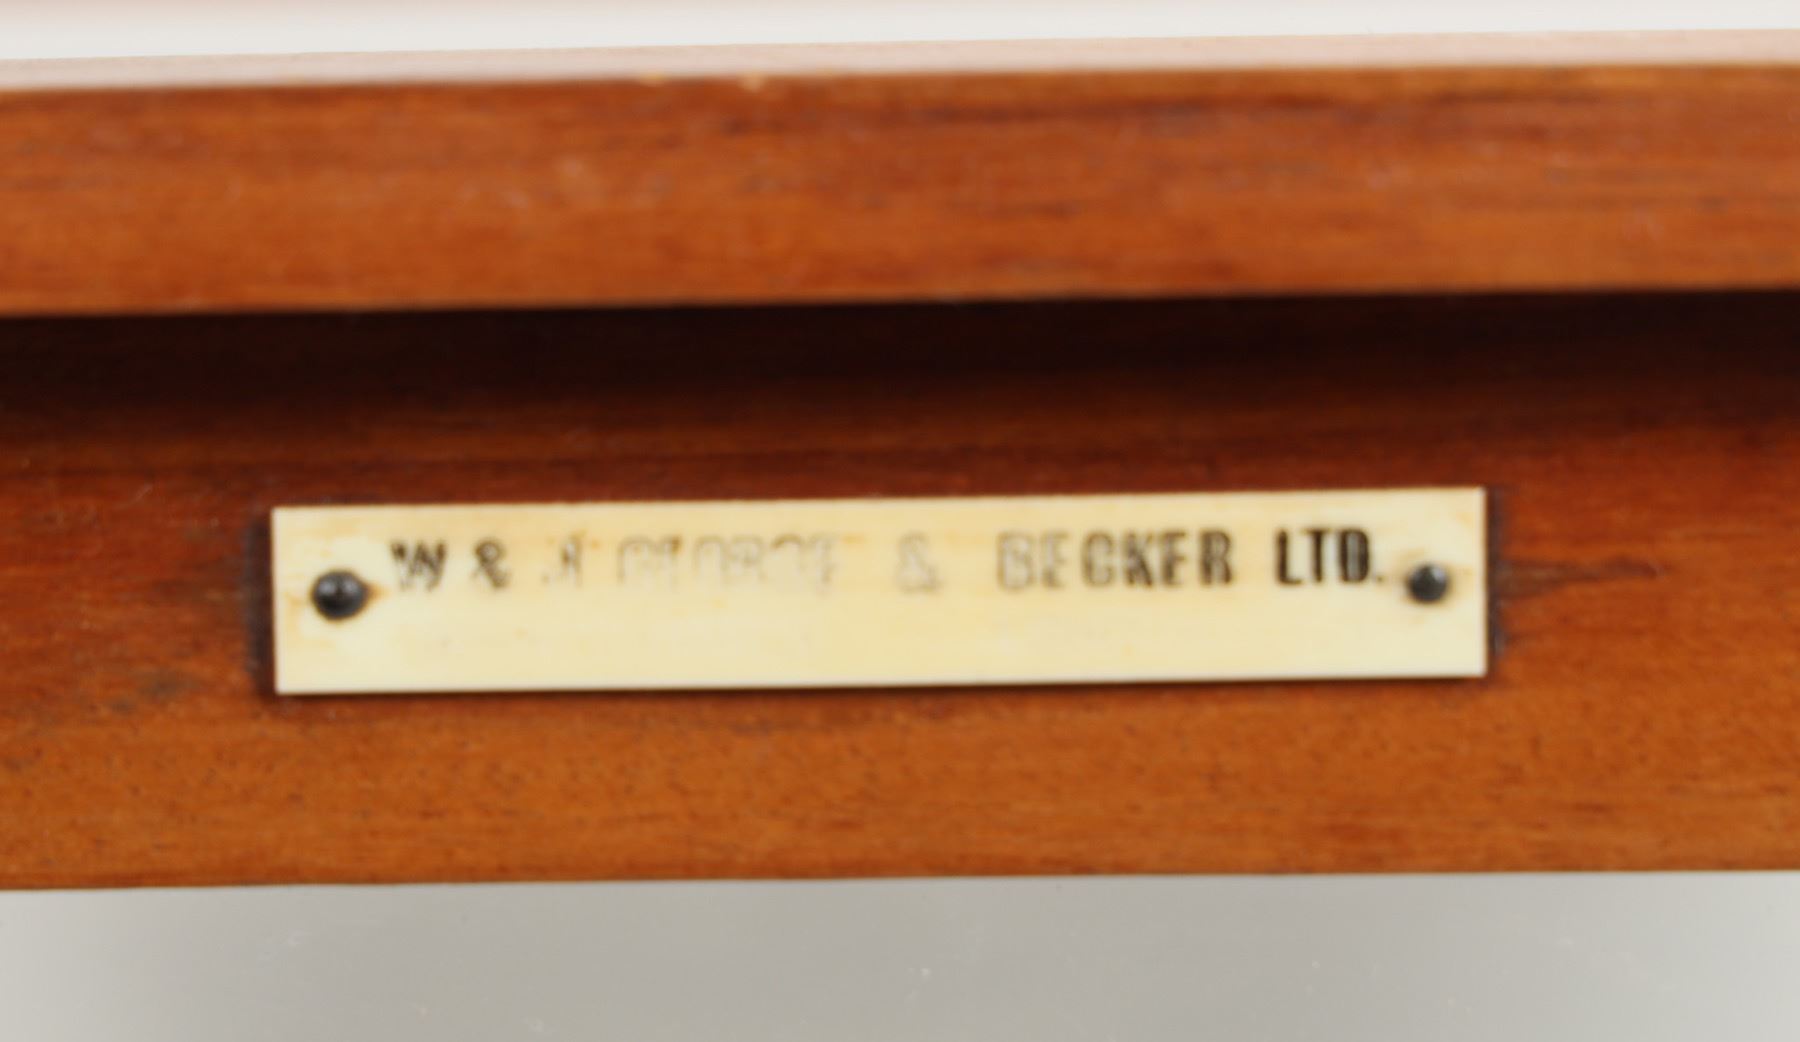 W & J GEORGE & BECKER LTD.